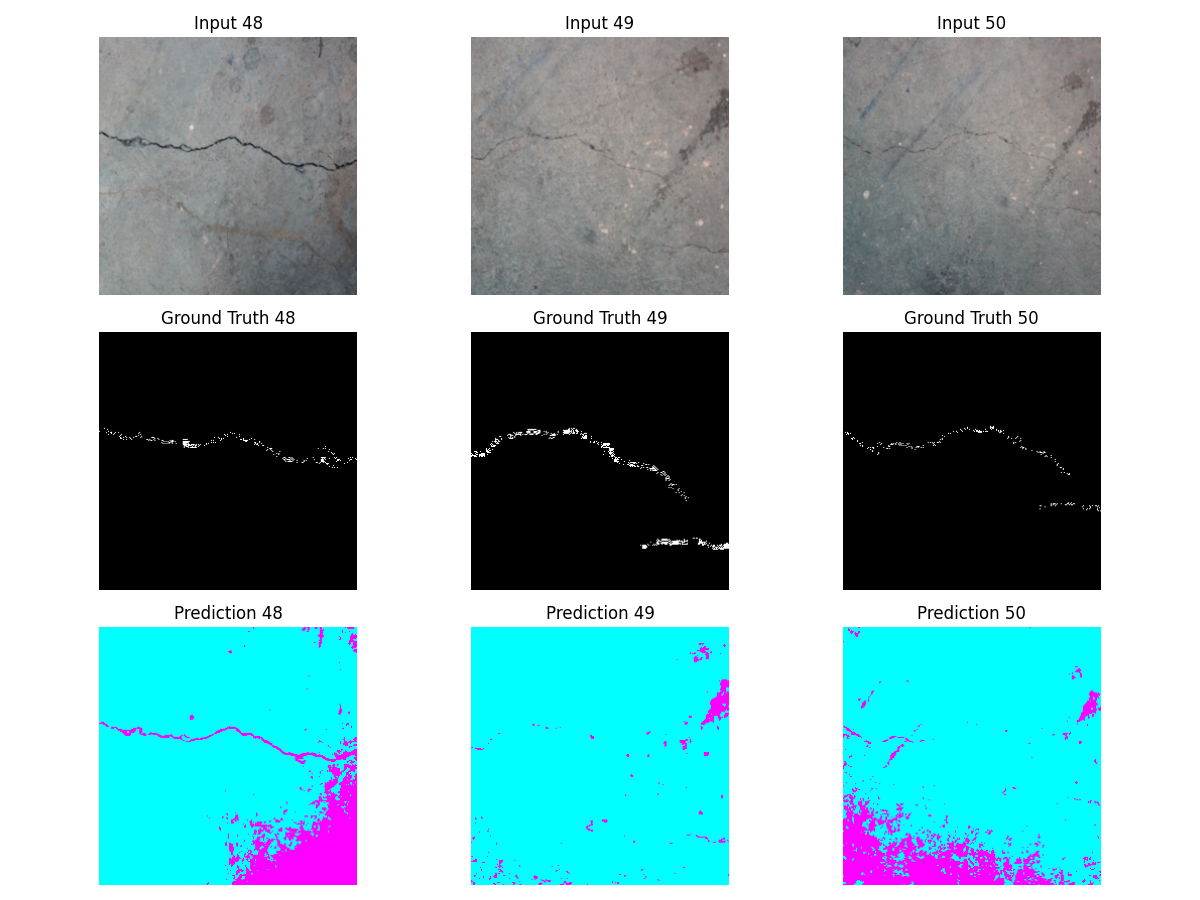 Input 48
Input 49
Input 50
Ground Truth 48
Ground Truth 49
Ground Truth 50
Prediction 48
Prediction 49
Prediction 50